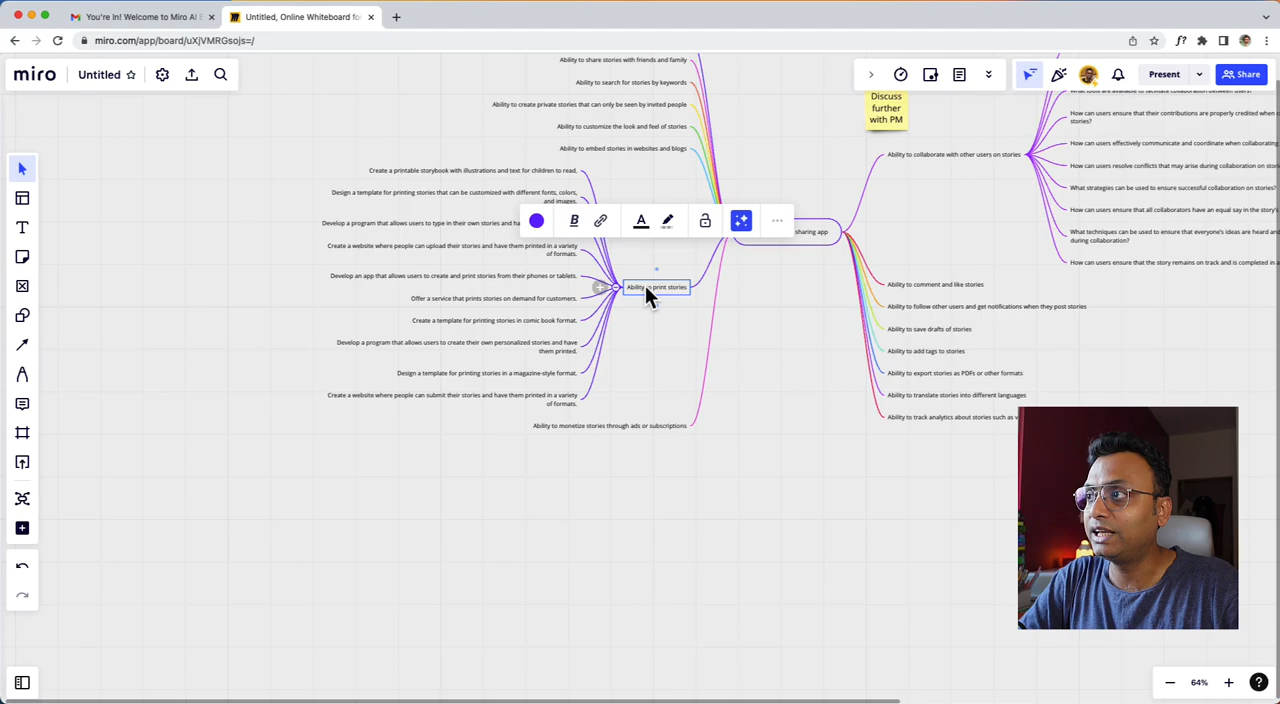 You're In! Welcome to Miro AI B
Untitled, Online Whiteboard for
miro.com/app/board/uXjVMRGsojs=/
miro
Untitled
Present
Share
Ability to share stories with friends and family
Ability to search for stories by keywords
Ability to create private stories that can only be seen by invited people
Ability to customize the look and feel of stories
Ability to embed stories in websites and blogs
Create a printable storybook with illustrations and text for children to read.
Design a template for printing stories that can be customized with different fonts, colors,
and images.
Develop a program that allows users to type in their own stories and ha
Create a website where people can upload their stories and have them printed in a variety
of formats.
Develop an app that allows users to create and print stories from their phones or tablets.
Offer a service that prints stories on demand for customers.
Create a template for printing stories in comic book format.
Develop a program that allows users to create their own personalized stories and have
them printed.
Design a template for printing stories in a magazine-style format.
Create a website where people can submit their stories and have them printed in a variety
of formats.
Ability to monetize stories through ads or subscriptions
B
A
Ability to print stories
sharing app
Discuss
further
with PM
Ability to collaborate with other users on stories
What tools are available to facilitate collaboration between users?
How can users ensure that their contributions are properly credited when c
stories?
How can users effectively communicate and coordinate when collaborating
How can users resolve conflicts that may arise during collaboration on stori
What strategies can be used to ensure successful collaboration on stories?
How can users ensure that all collaborators have an equal say in the story's
What techniques can be used to ensure that everyone's ideas are heard and
during collaboration?
How can users ensure that the story remains on track and is completed in a
Ability to comment and like stories
Ability to follow other users and get notifications when they post stories
Ability to save drafts of stories
Ability to add tags to stories
Ability to export stories as PDFs or other formats
Ability to translate stories into different languages
Ability to track analytics about stories such as v
64%